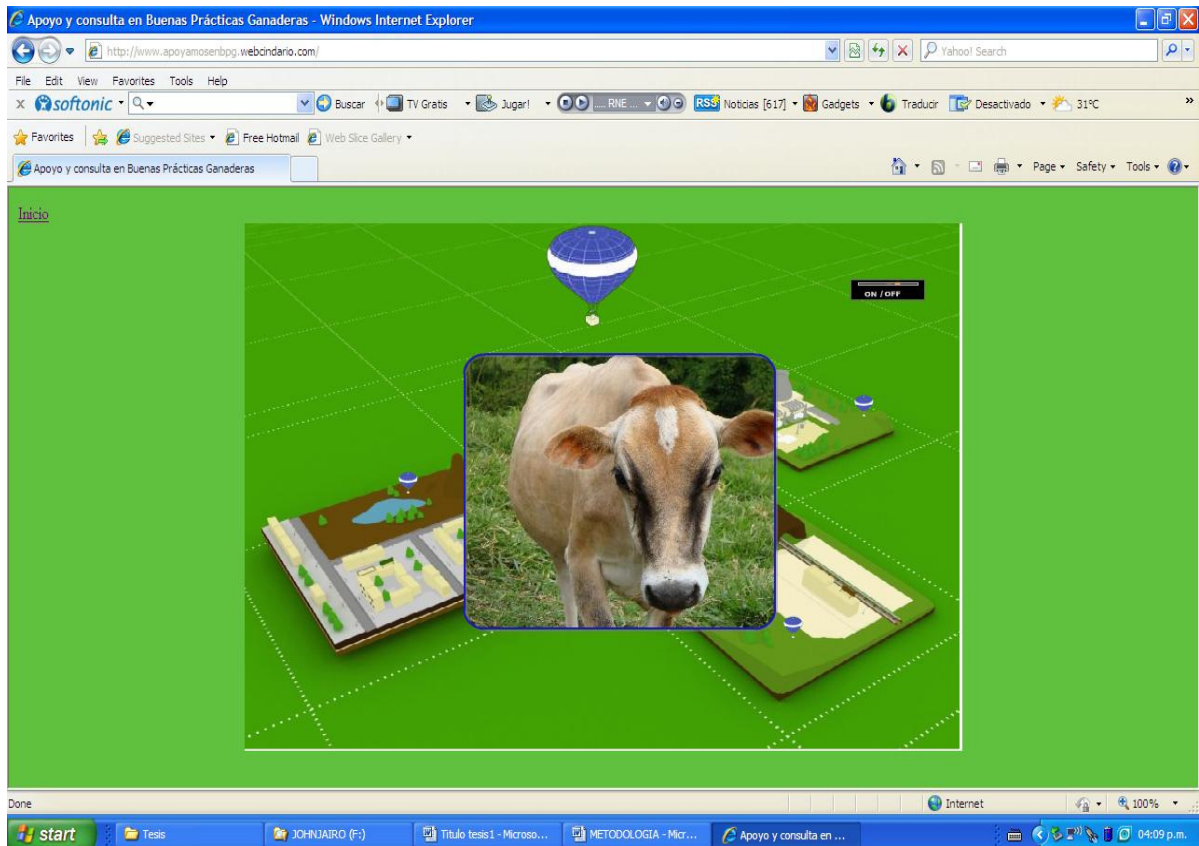 Apoyo y consulta en Buenas Prácticas Ganaderas - Windows Internet Explorer
http://www.apoyamosenbpg.webcindario.com/
Yahoo! Search
File Edit View Favorites Tools Help
x softonic Buscar TV Gratis Jugar! .... RNE ... RSS Noticias [617] Gadgets Traducir Desactivado 31ºC »
Favorites Suggested Sites Free Hotmail Web Slice Gallery
Apoyo y consulta en Buenas Prácticas Ganaderas Page Safety Tools
Inicio
ON / OFF
Done Internet 100%
start Tesis JOHNJAIRO (F:) Titulo tesis1 - Microso... METODOLOGIA - Micr... Apoyo y consulta en ... 04:09 p.m.